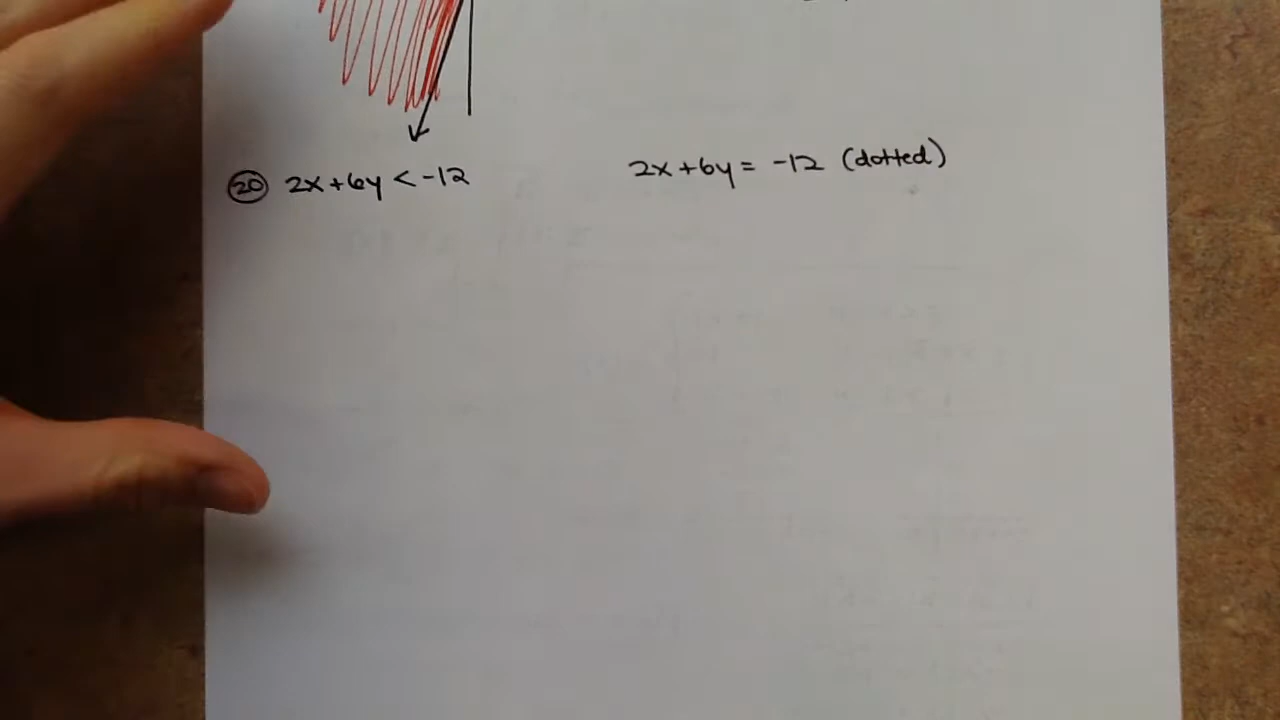 ⑳ 2x+6y < -12
2x+6y = -12 (dotted)